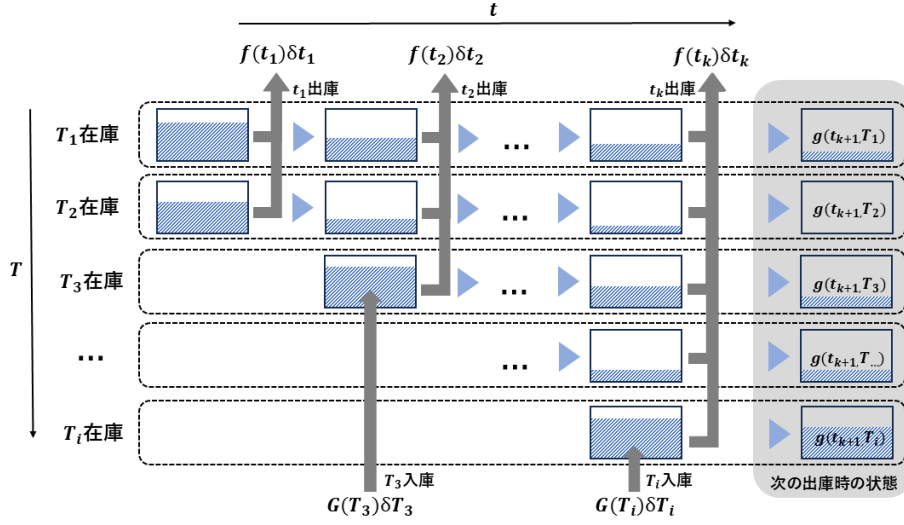 t
f(t₁)δt₁
f(t₂)δt₂
f(tₖ)δtₖ
t₁出庫
t₂出庫
tₖ出庫
T
T₁在庫
...
g(tₖ₊₁,T₁)
T₂在庫
...
g(tₖ₊₁,T₂)
T₃在庫
...
g(tₖ₊₁,T₃)
...
...
g(tₖ₊₁,T...)
Tᵢ在庫
g(tₖ₊₁,Tᵢ)
T₃入庫
Tᵢ入庫
次の出庫時の状態
G(T₃)δT₃
G(Tᵢ)δTᵢ